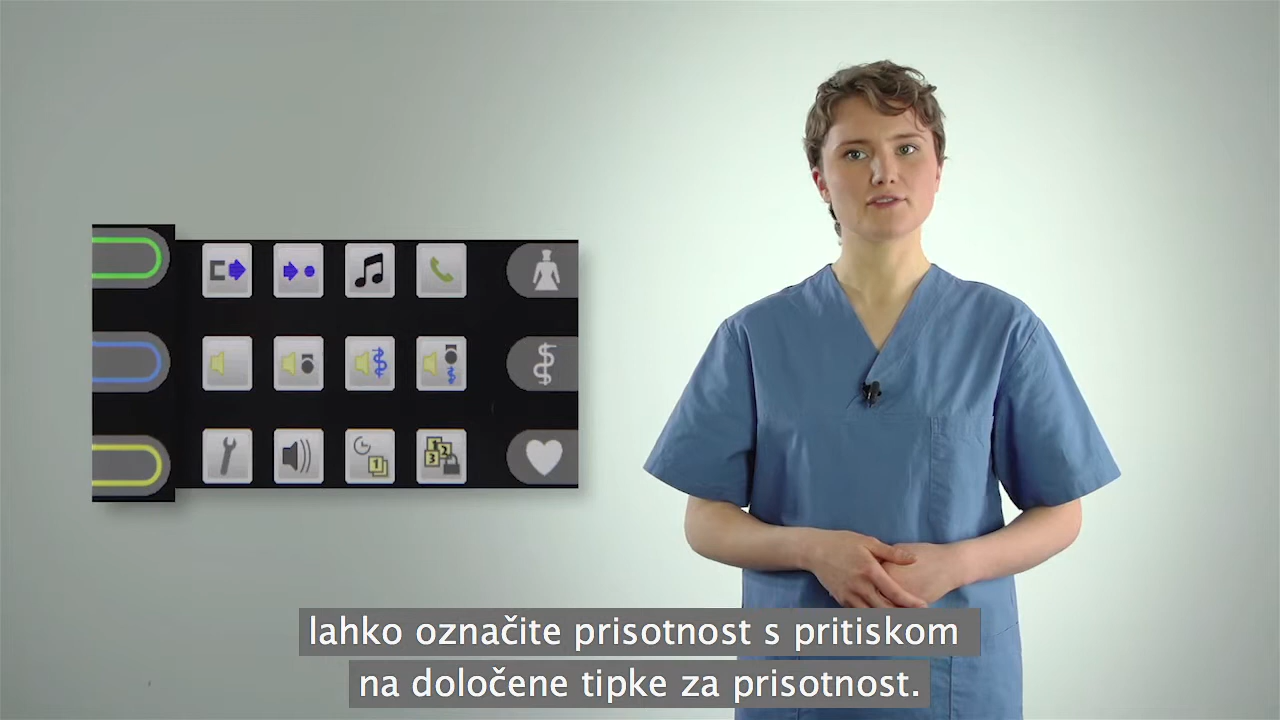 lahko označite prisotnost s pritiskom
na določene tipke za prisotnost.